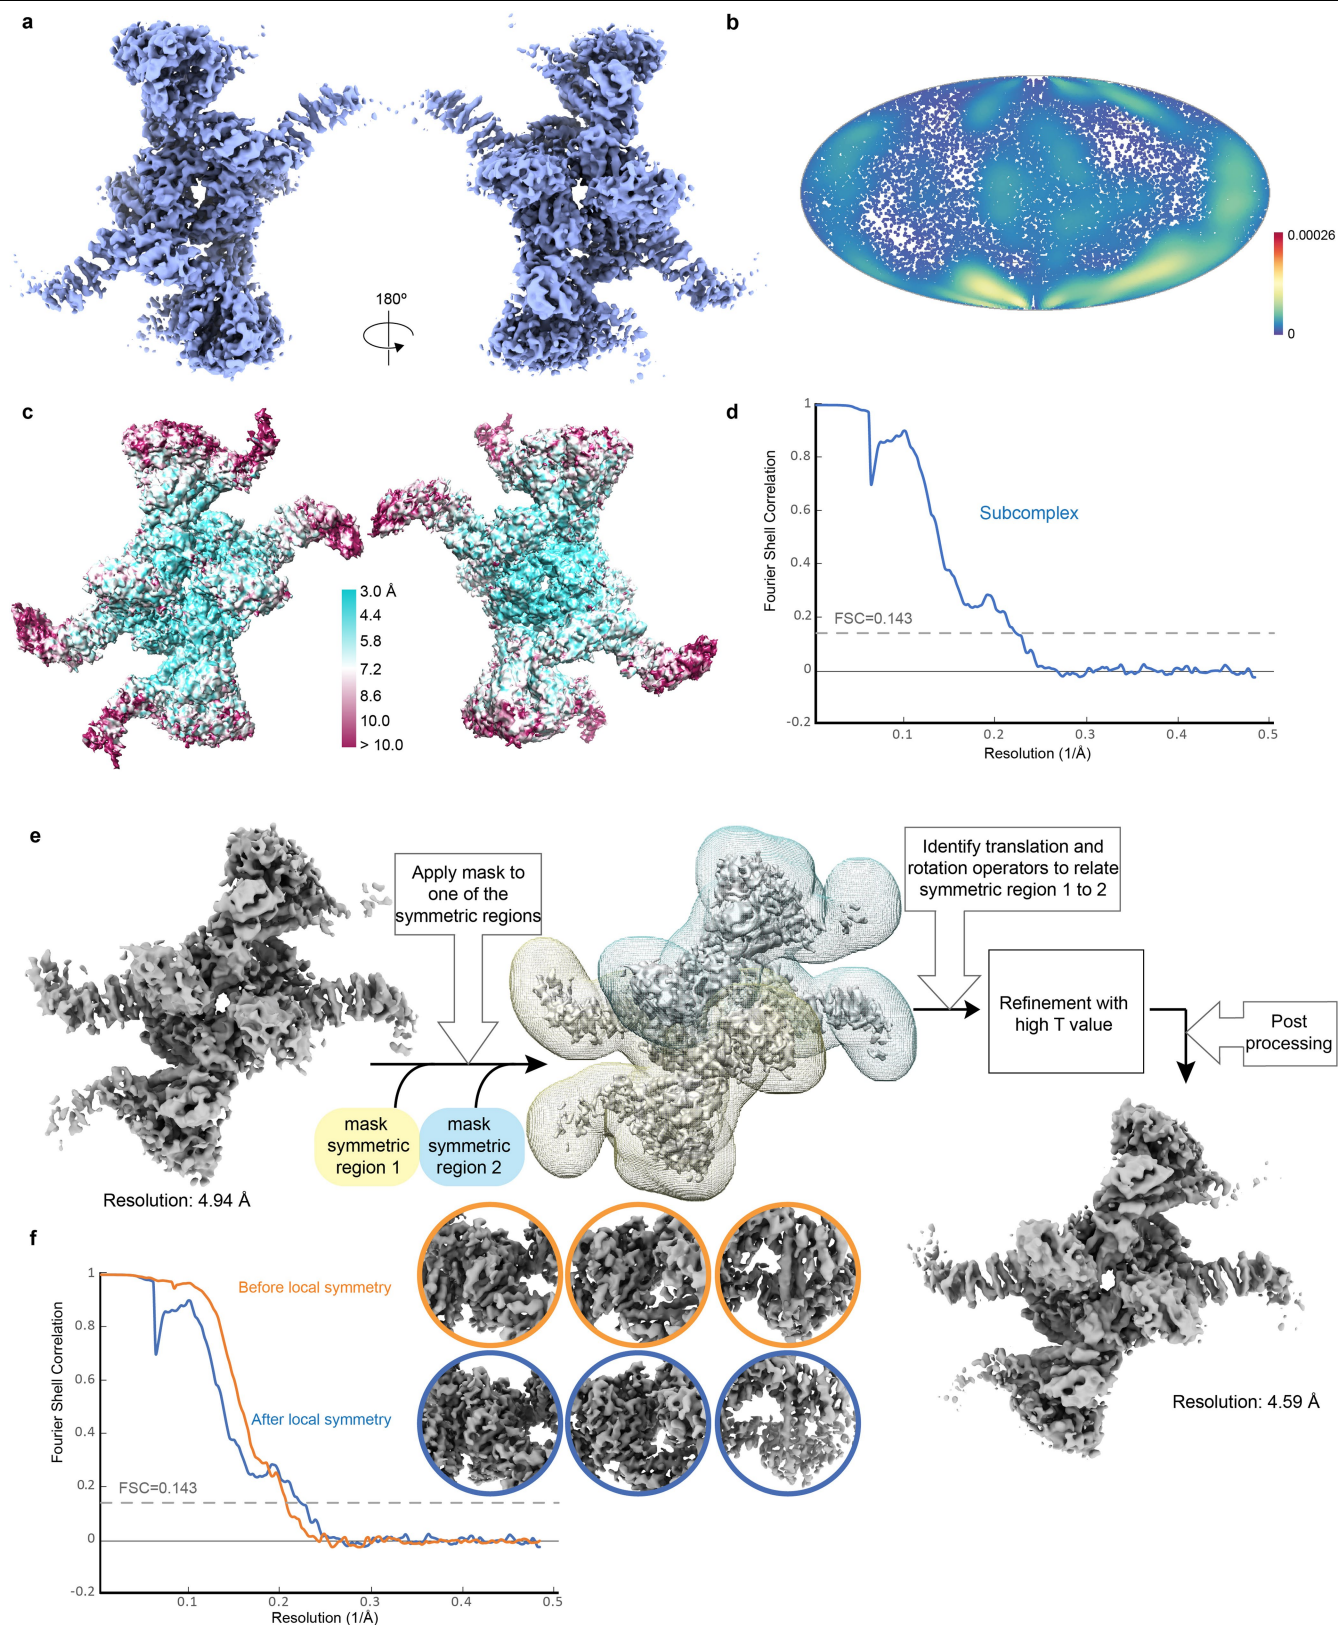 a
b
180º
0.00026
0
c
3.0 Å
4.4
5.8
7.2
8.6
10.0
> 10.0
d
1
0.8
0.6
0.4
0.2
0
-0.2
Fourier Shell Correlation
Subcomplex
FSC=0.143
0.1
0.2
0.3
0.4
0.5
Resolution (1/Å)
e
Apply mask to
one of the
symmetric regions
Identify translation and
rotation operators to relate
symmetric region 1 to 2
Refinement with
high T value
Post
processing
mask
symmetric
region 1
mask
symmetric
region 2
Resolution: 4.94 Å
Resolution: 4.59 Å
f
1
0.8
0.6
0.4
0.2
0
-0.2
Fourier Shell Correlation
Before local symmetry
After local symmetry
FSC=0.143
0.1
0.2
0.3
0.4
0.5
Resolution (1/Å)